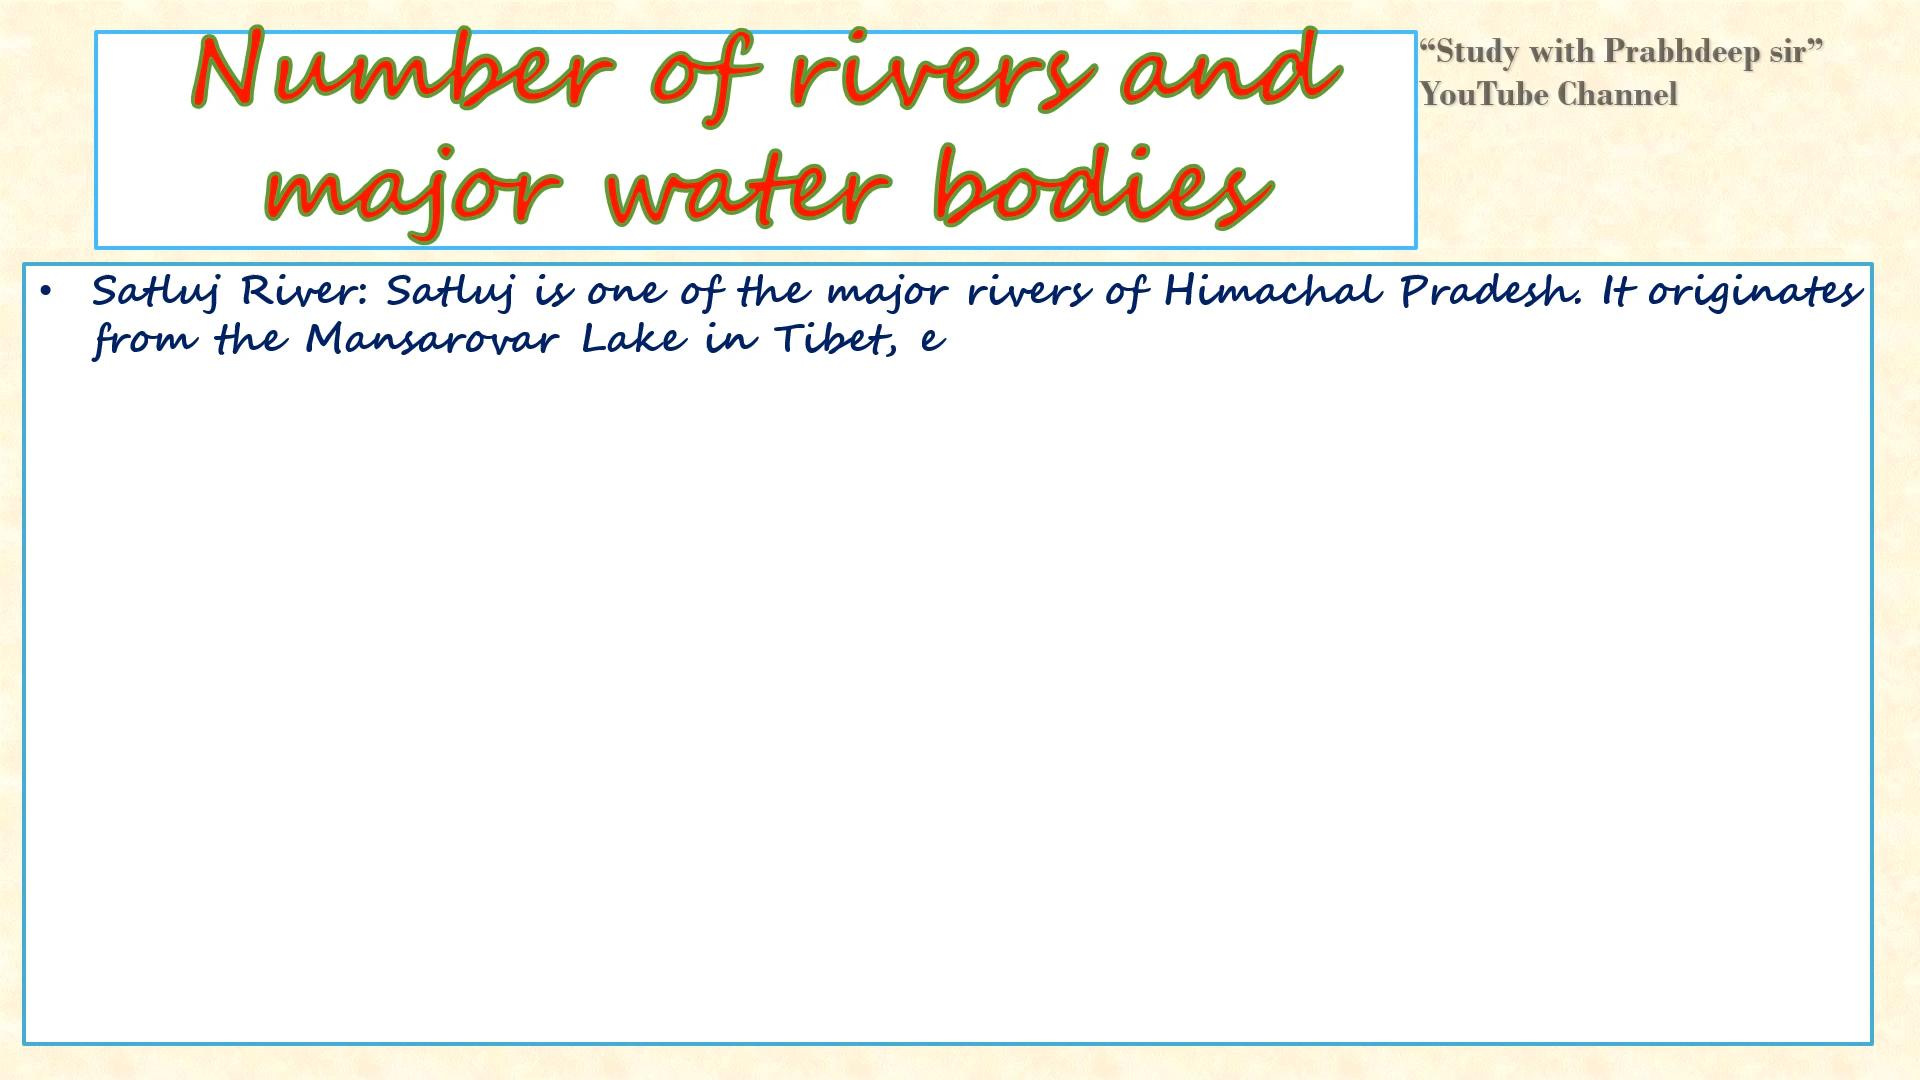 Number of rivers and
major water bodies
“Study with Prabhdeep sir”
YouTube Channel
• Satluj River: Satluj is one of the major rivers of Himachal Pradesh. It originates
from the Mansarovar Lake in Tibet, e